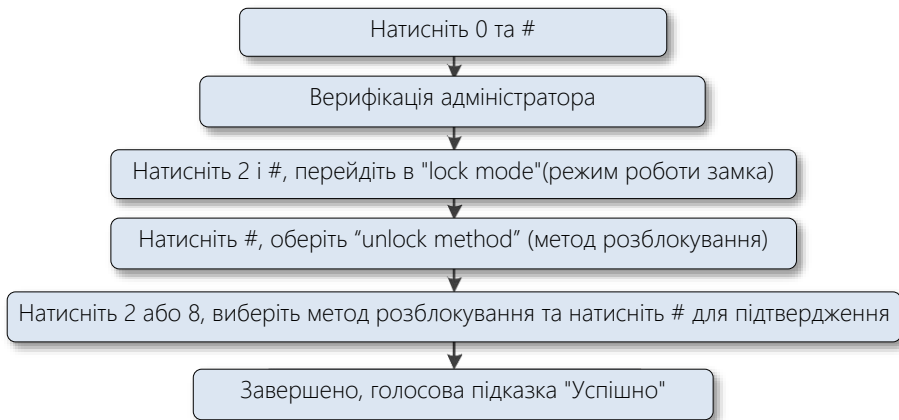 Натисніть 0 та #
Верифікація адміністратора
Натисніть 2 і #, перейдіть в "lock mode"(режим роботи замка)
Натисніть #, оберіть “unlock method” (метод розблокування)
Натисніть 2 або 8, виберіть метод розблокування та натисніть # для підтвердження
Завершено, голосова підказка "Успішно"